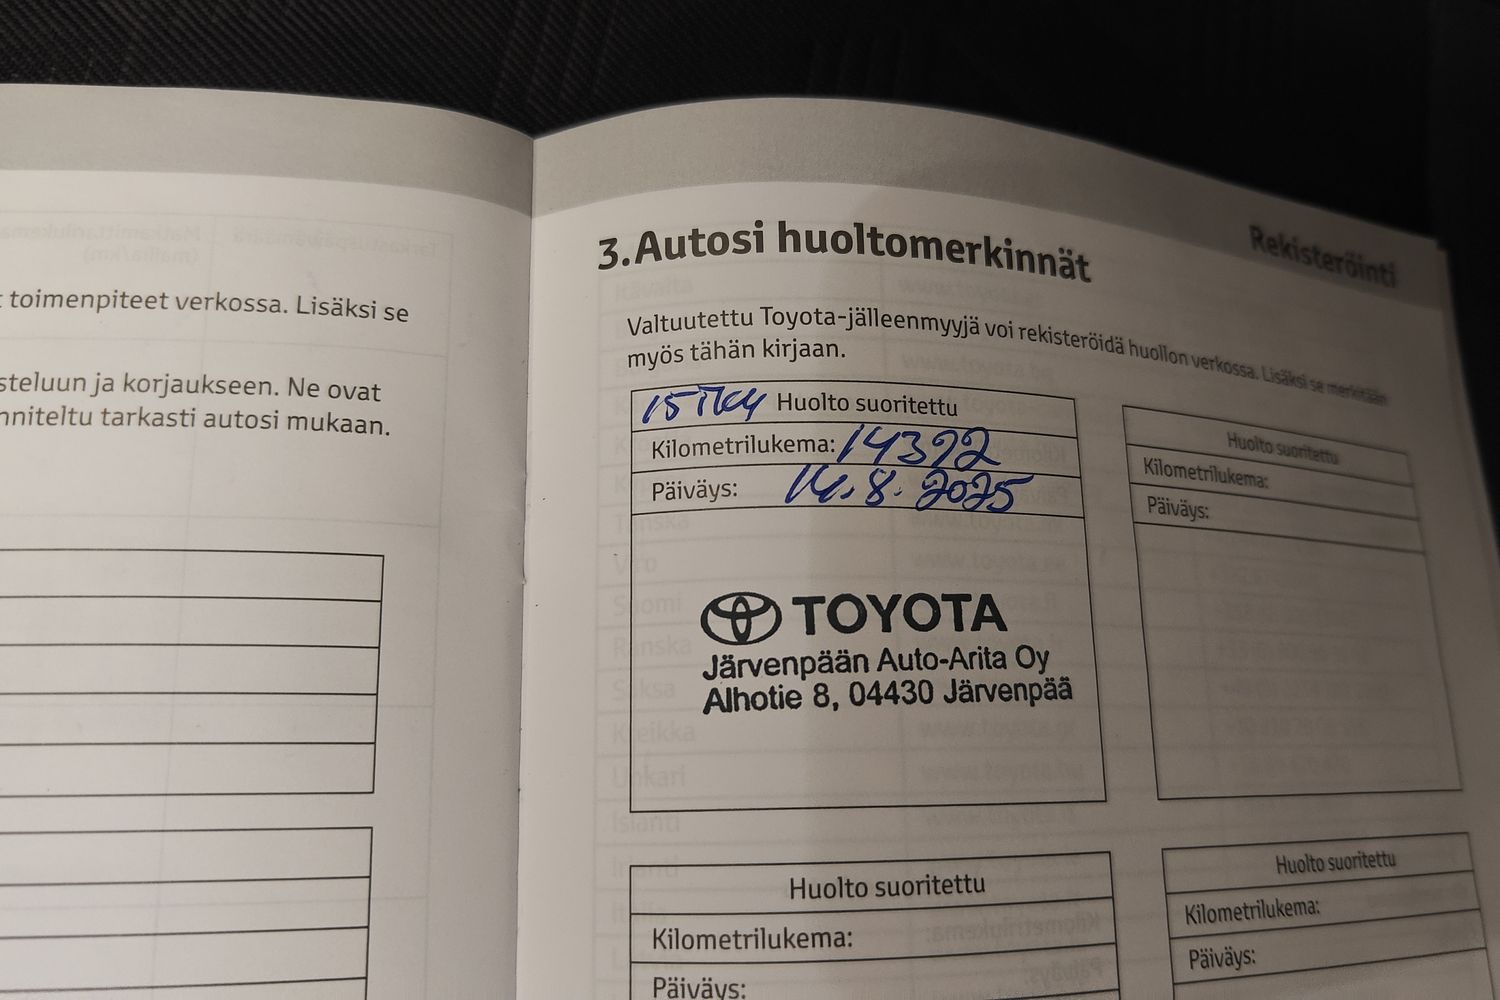 toimenpiteet verkossa. Lisäksi se
steluun ja korjaukseen. Ne ovat
nniteltu tarkasti autosi mukaan.
Rekisteröinti
3. Autosi huoltomerkinnät
Valtuutettu Toyota-jälleenmyyjä voi rekisteröidä huollon verkossa. Lisäksi se merkitään
myös tähän kirjaan.
15TKM Huolto suoritettu
Kilometrilukema: 14392
Päiväys: 14.8.2025
TOYOTA
Järvenpään Auto-Arita Oy
Alhotie 8, 04430 Järvenpää
Huolto suoritettu
Kilometrilukema:
Päiväys:
Huolto suoritettu
Kilometrilukema:
Päiväys:
Huolto suoritettu
Kilometrilukema:
Päiväys: